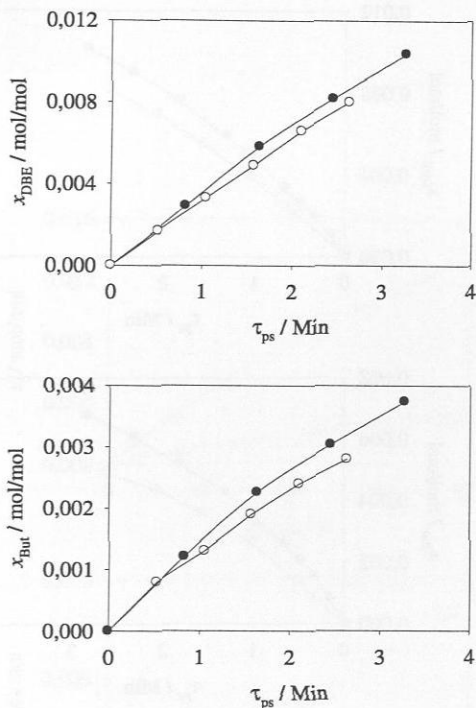 0,012
0,008
0,004
0,000
x_DBE / mol/mol
0 1 2 3 4
τ_ps / Min
0,004
0,003
0,002
0,001
0,000
x_But / mol/mol
0 1 2 3 4
τ_ps / Min